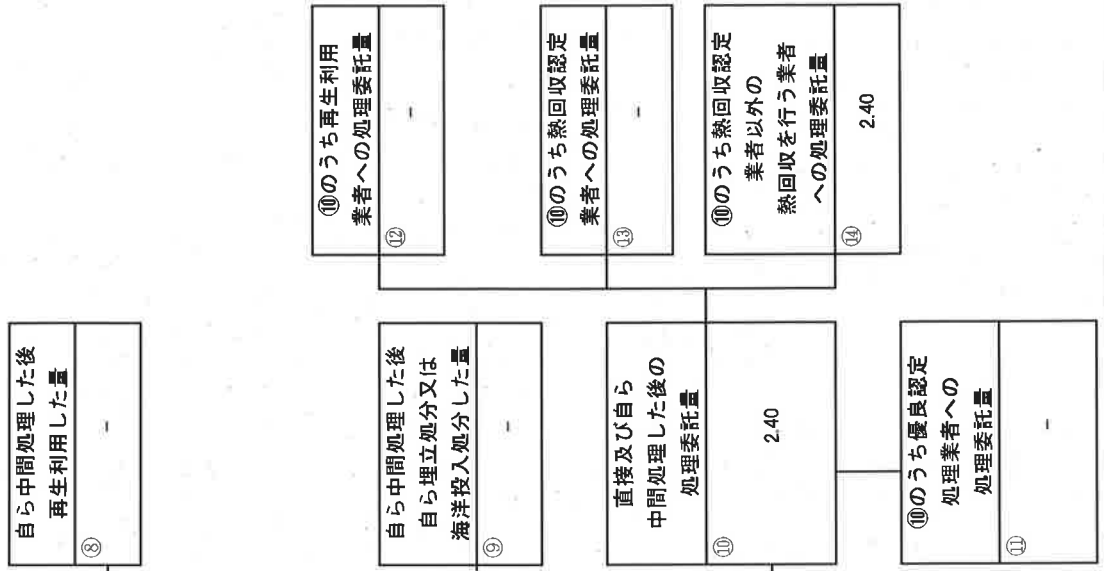 自ら中間処理した後
再生利用した量
⑧
-
自ら中間処理した後
自ら埋立処分又は
海洋投入処分した量
⑨
-
直接及び自ら
中間処理した後の
処理委託量
⑩
2.40
⑩のうち優良認定
処理業者への
処理委託量
⑪
-
⑩のうち再生利用
業者への処理委託量
⑫
-
⑩のうち熱回収認定
業者への処理委託量
⑬
-
⑩のうち熱回収認定
業者以外の
熱回収を行う業者
への処理委託量
⑭
2.40